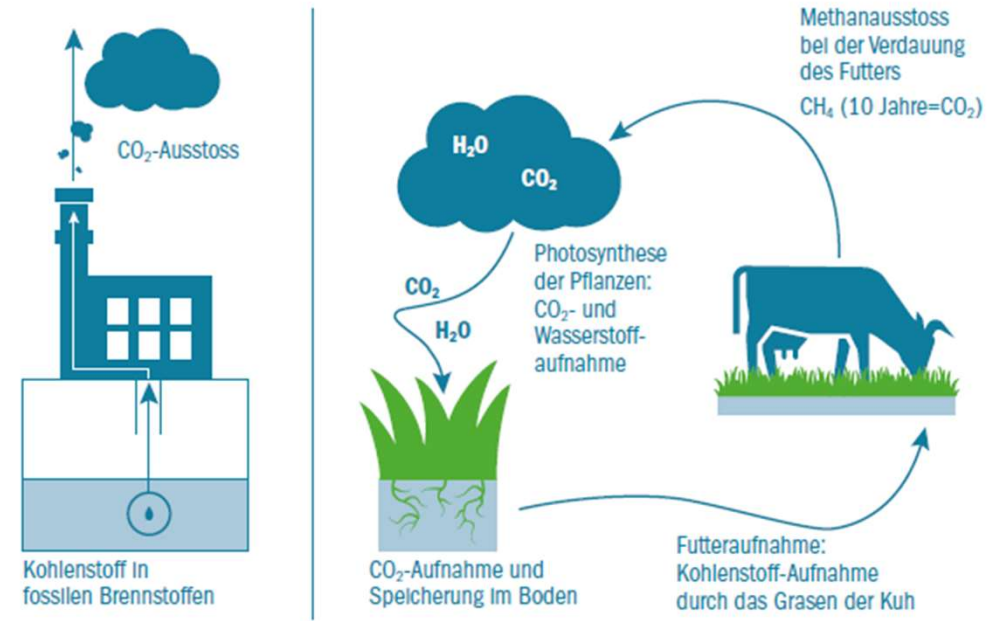 CO₂-Ausstoss
Kohlenstoff in
fossilen Brennstoffen
Methanausstoss
bei der Verdauung
des Futters
CH₄ (10 Jahre=CO₂)
H₂O
CO₂
Photosynthese
der Pflanzen:
CO₂- und
Wasserstoff-
aufnahme
CO₂
H₂O
CO₂-Aufnahme und
Speicherung im Boden
Futteraufnahme:
Kohlenstoff-Aufnahme
durch das Grasen der Kuh